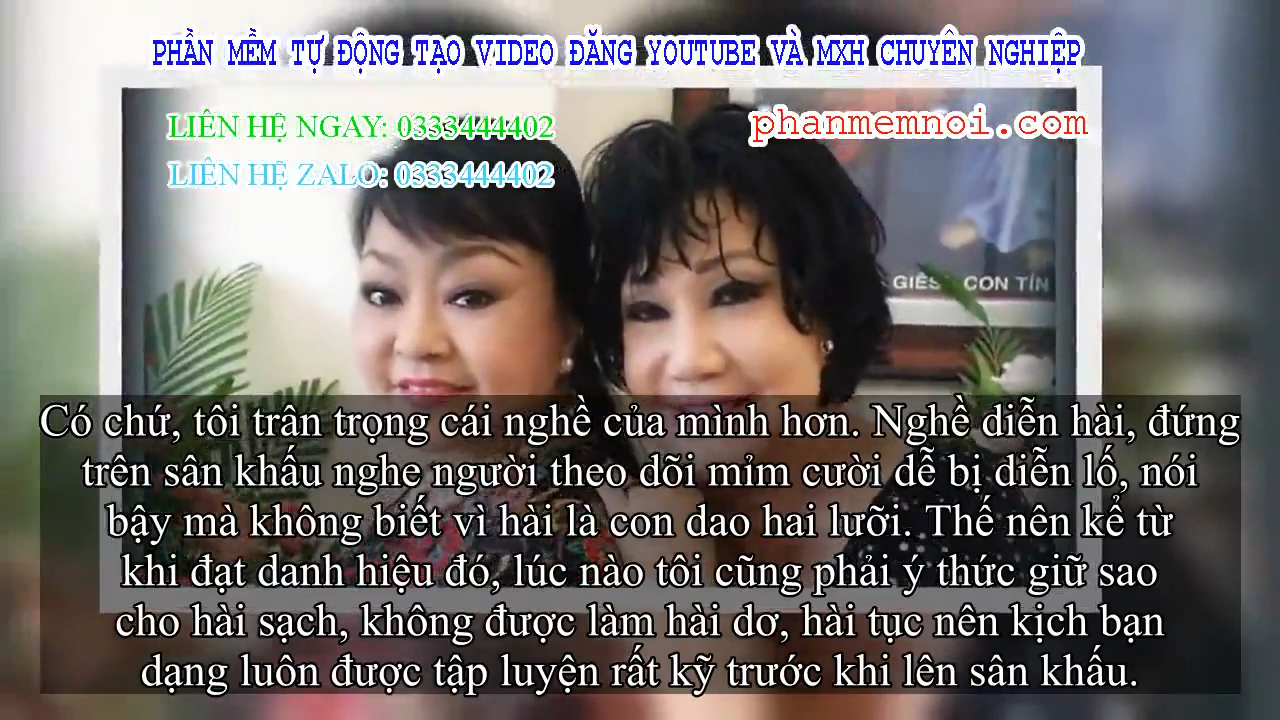 PHẦN MỀM TỰ ĐỘNG TẠO VIDEO ĐĂNG YOUTUBE VÀ MXH CHUYÊN NGHIỆP
LIÊN HỆ NGAY: 0333444402
phanmemnoi.com
LIÊN HỆ ZALO: 0333444402
GIÊSU CON TÍN
Có chứ, tôi trân trọng cái nghề của mình hơn. Nghề diễn hài, đứng
trên sân khấu nghe người theo dõi mỉm cười dễ bị diễn lố, nói
bậy mà không biết vì hài là con dao hai lưỡi. Thế nên kể từ
khi đạt danh hiệu đó, lúc nào tôi cũng phải ý thức giữ sao
cho hài sạch, không được làm hài dơ, hài tục nên kịch bạn
dạng luôn được tập luyện rất kỹ trước khi lên sân khấu.